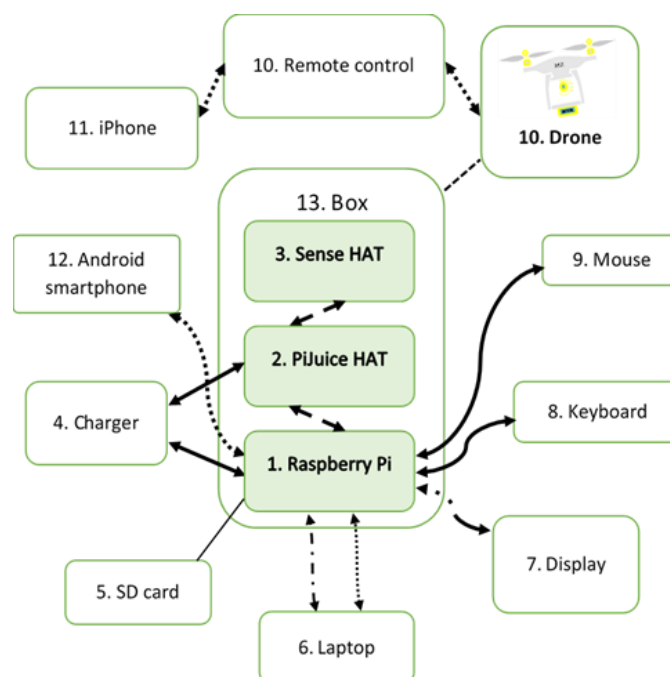 10. Remote control
11. iPhone
10. Drone
13. Box
3. Sense HAT
12. Android
smartphone
9. Mouse
2. PiJuice HAT
4. Charger
8. Keyboard
1. Raspberry Pi
7. Display
5. SD card
6. Laptop